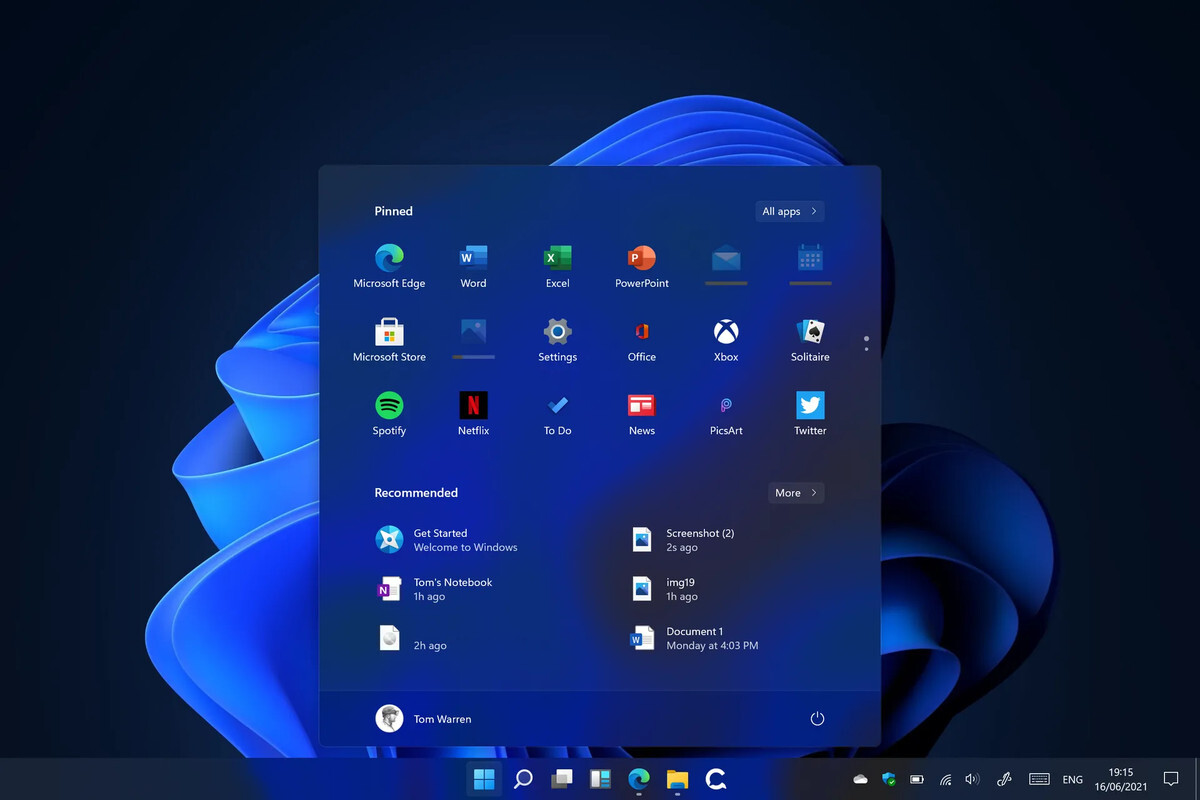 Pinned
All apps
Microsoft Edge
Word
Excel
PowerPoint
Microsoft Store
Settings
Office
Xbox
Solitaire
Spotify
Netflix
To Do
News
PicsArt
Twitter
Recommended
More
Get Started
Welcome to Windows
Screenshot (2)
2s ago
Tom's Notebook
1h ago
img19
1h ago
2h ago
Document 1
Monday at 4:03 PM
Tom Warren
ENG
19:15
16/06/2021